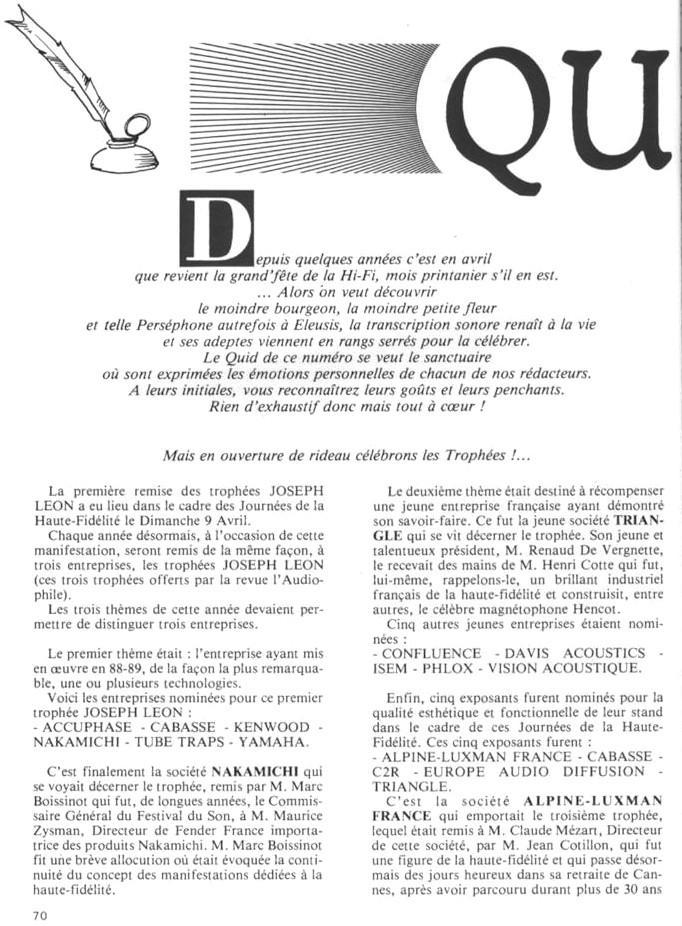 QU
Depuis quelques années c'est en avril
que revient la grand'fête de la Hi-Fi, mois printanier s'il en est.
... Alors on veut découvrir
le moindre bourgeon, la moindre petite fleur
et telle Perséphone autrefois à Eleusis, la transcription sonore renaît à la vie
et ses adeptes viennent en rangs serrés pour la célébrer.
Le Quid de ce numéro se veut le sanctuaire
où sont exprimées les émotions personnelles de chacun de nos rédacteurs.
A leurs initiales, vous reconnaîtrez leurs goûts et leurs penchants.
Rien d'exhaustif donc mais tout à cœur !
Mais en ouverture de rideau célébrons les Trophées !...
La première remise des trophées JOSEPH
LEON a eu lieu dans le cadre des Journées de la
Haute-Fidélité le Dimanche 9 Avril.
Chaque année désormais, à l'occasion de cette
manifestation, seront remis de la même façon, à
trois entreprises, les trophées JOSEPH LEON
(ces trois trophées offerts par la revue l'Audio-
phile).
Les trois thèmes de cette année devaient per-
mettre de distinguer trois entreprises.
Le premier thème était : l'entreprise ayant mis
en œuvre en 88-89, de la façon la plus remarqua-
ble, une ou plusieurs technologies.
Voici les entreprises nominées pour ce premier
trophée JOSEPH LEON :
- ACCUPHASE - CABASSE - KENWOOD -
NAKAMICHI - TUBE TRAPS - YAMAHA.
C'est finalement la société NAKAMICHI qui
se voyait décerner le trophée, remis par M. Marc
Boissinot qui fut, de longues années, le Commis-
saire Général du Festival du Son, à M. Maurice
Zysman, Directeur de Fender France importa-
trice des produits Nakamichi. M. Marc Boissinot
fit une brève allocution où était évoquée la conti-
nuité du concept des manifestations dédiées à la
haute-fidélité.
Le deuxième thème était destiné à récompenser
une jeune entreprise française ayant démontré
son savoir-faire. Ce fut la jeune société TRIAN-
GLE qui se vit décerner le trophée. Son jeune et
talentueux président, M. Renaud De Vergnette,
le recevait des mains de M. Henri Cotte qui fut,
lui-même, rappelons-le, un brillant industriel
français de la haute-fidélité et construisit, entre
autres, le célèbre magnétophone Hencot.
Cinq autres jeunes entreprises étaient nomi-
nées :
- CONFLUENCE - DAVIS ACOUSTICS -
ISEM - PHLOX - VISION ACOUSTIQUE.
Enfin, cinq exposants furent nominés pour la
qualité esthétique et fonctionnelle de leur stand
dans le cadre de ces Journées de la Haute-
Fidélité. Ces cinq exposants furent :
- ALPINE-LUXMAN FRANCE - CABASSE -
C2R - EUROPE AUDIO DIFFUSION -
TRIANGLE.
C'est la société ALPINE-LUXMAN
FRANCE qui emportait le troisième trophée,
lequel était remis à M. Claude Mézart, Directeur
de cette société, par M. Jean Cotillon, qui fut
une figure de la haute-fidélité et qui passe désor-
mais des jours heureux dans sa retraite de Can-
nes, après avoir parcouru durant plus de 30 ans
70